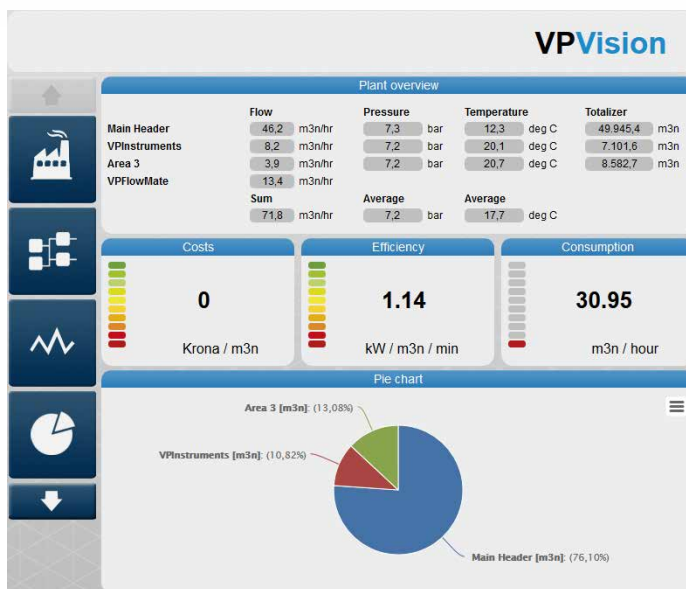 VPVision
Plant overview
Flow Pressure Temperature Totalizer
Main Header 46,2 m3n/hr 7,3 bar 12,3 deg C 49.945,4 m3n
VPInstruments 8,2 m3n/hr 7,2 bar 20,1 deg C 7.101,6 m3n
Area 3 3,9 m3n/hr 7,2 bar 20,7 deg C 8.582,7 m3n
VPFlowMate 13,4 m3n/hr
Sum Average Average
71,8 m3n/hr 7,2 bar 17,7 deg C
Costs Efficiency Consumption
0 1.14 30.95
Krona / m3n kW / m3n / min m3n / hour
Pie chart
Area 3 [m3n]: (13,08%)
VPInstruments [m3n]: (10,82%)
Main Header [m3n]: (76,10%)